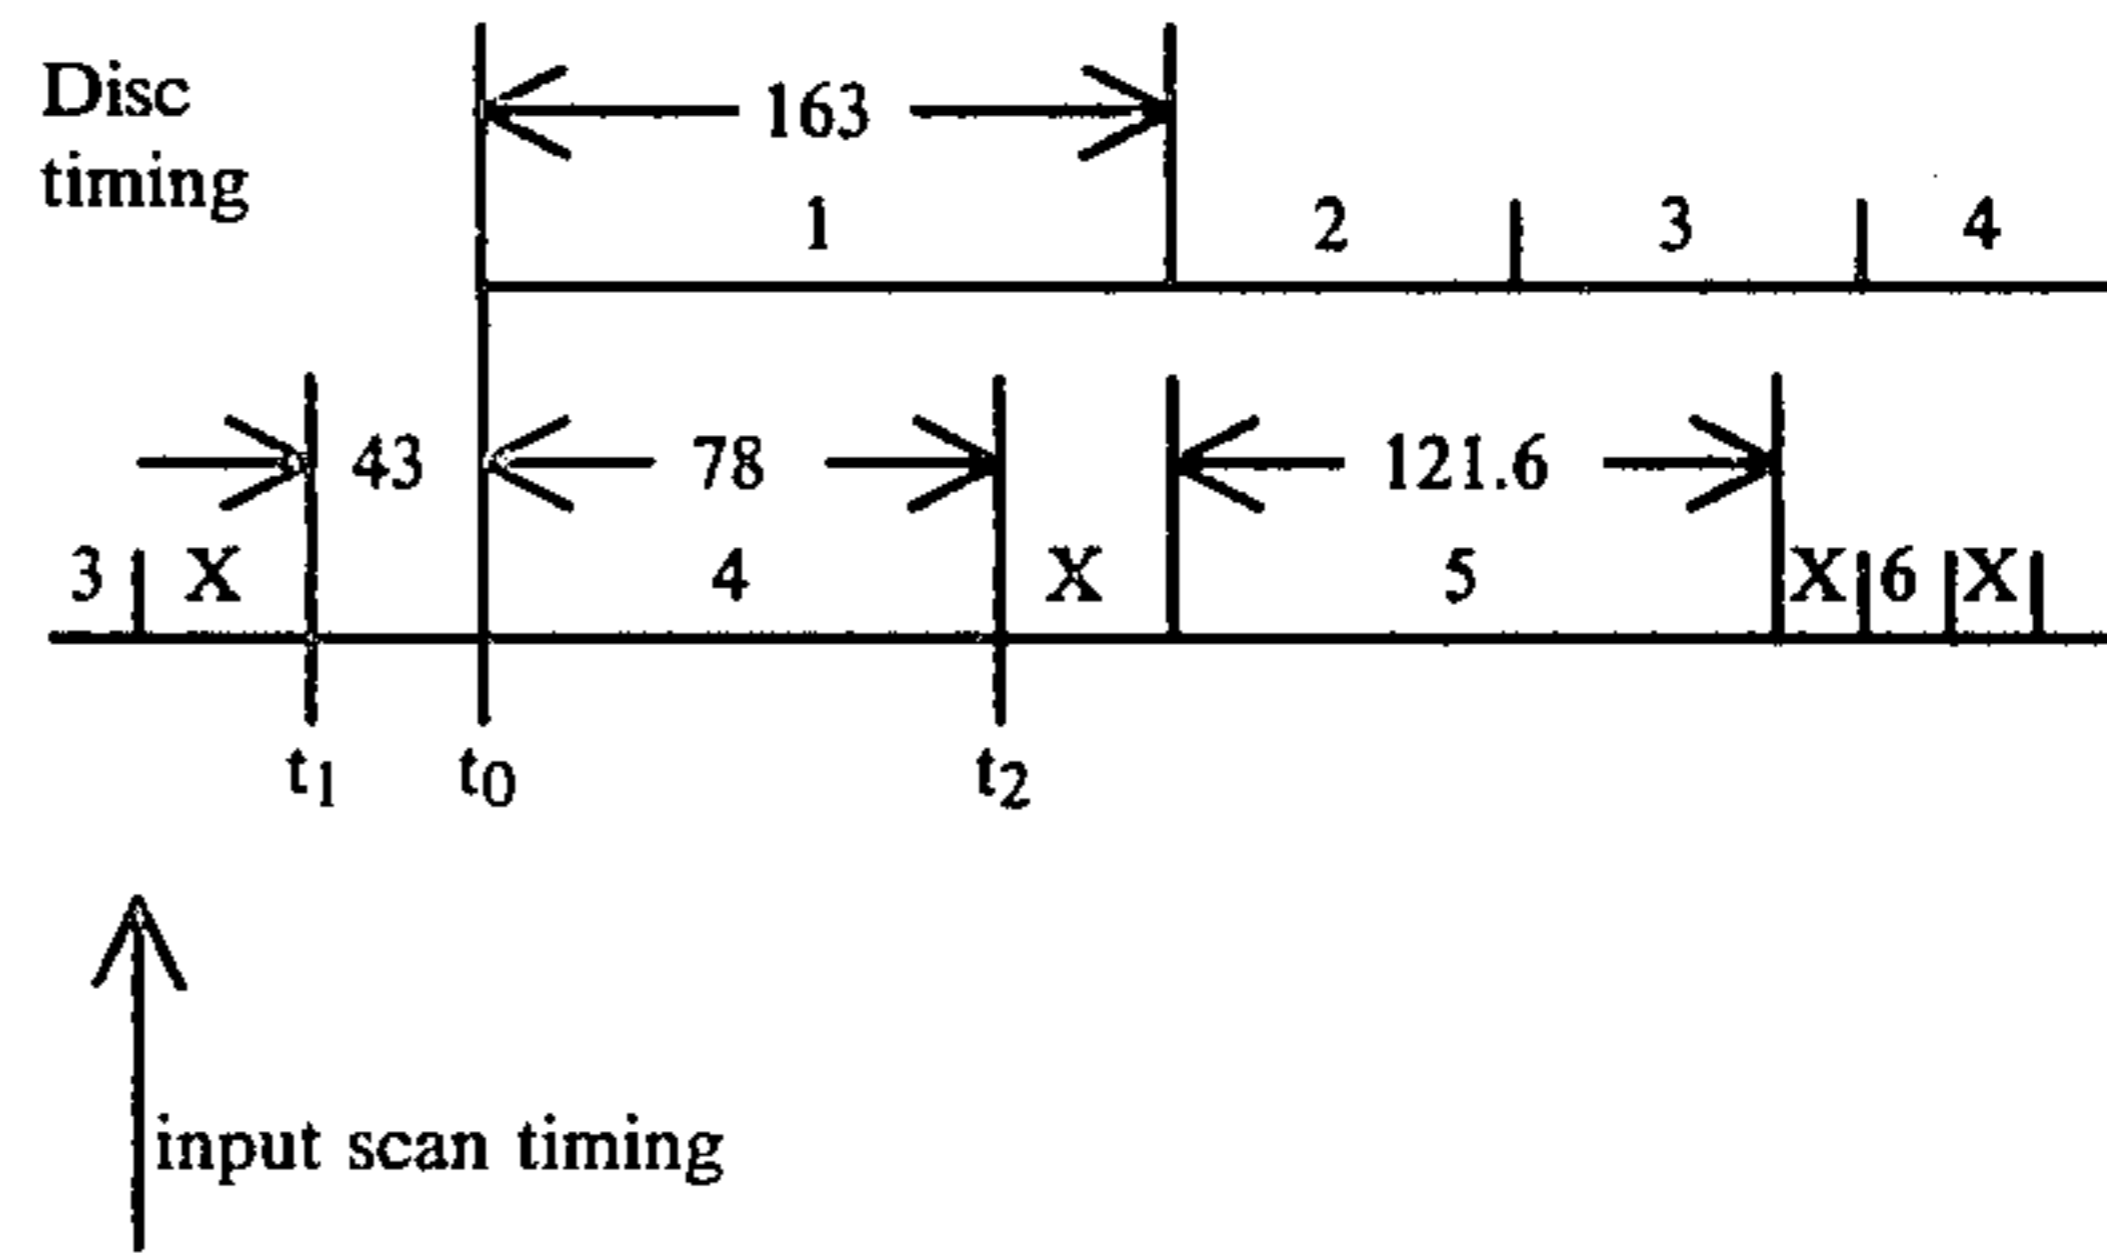 Disc
timing
163
1 2 3 4
43 78 121.6
3 X 4 X 5 X 6 X
t1 t0 t2
input scan timing